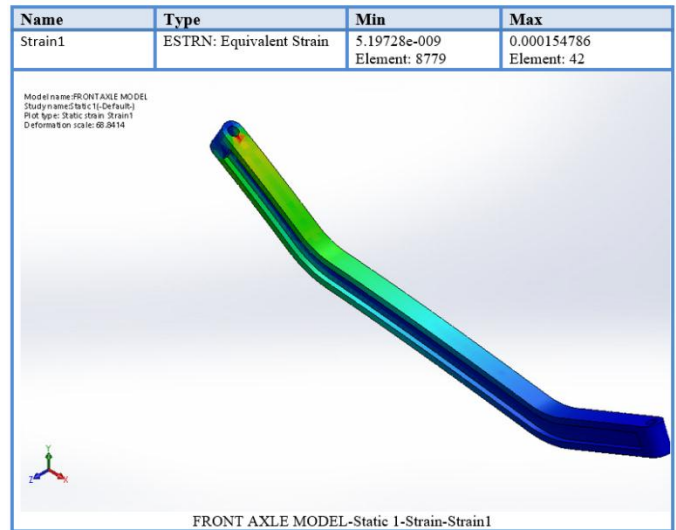 Name Type Min Max
Strain1 ESTRN: Equivalent Strain 5.19728e-009 0.000154786
Element: 8779 Element: 42
Model name:FRONT AXLE MODEL
Study name:Static 1(-Default-)
Plot type: Static strain Strain1
Deformation scale: 68.8414
Y
Z X
FRONT AXLE MODEL-Static 1-Strain-Strain1